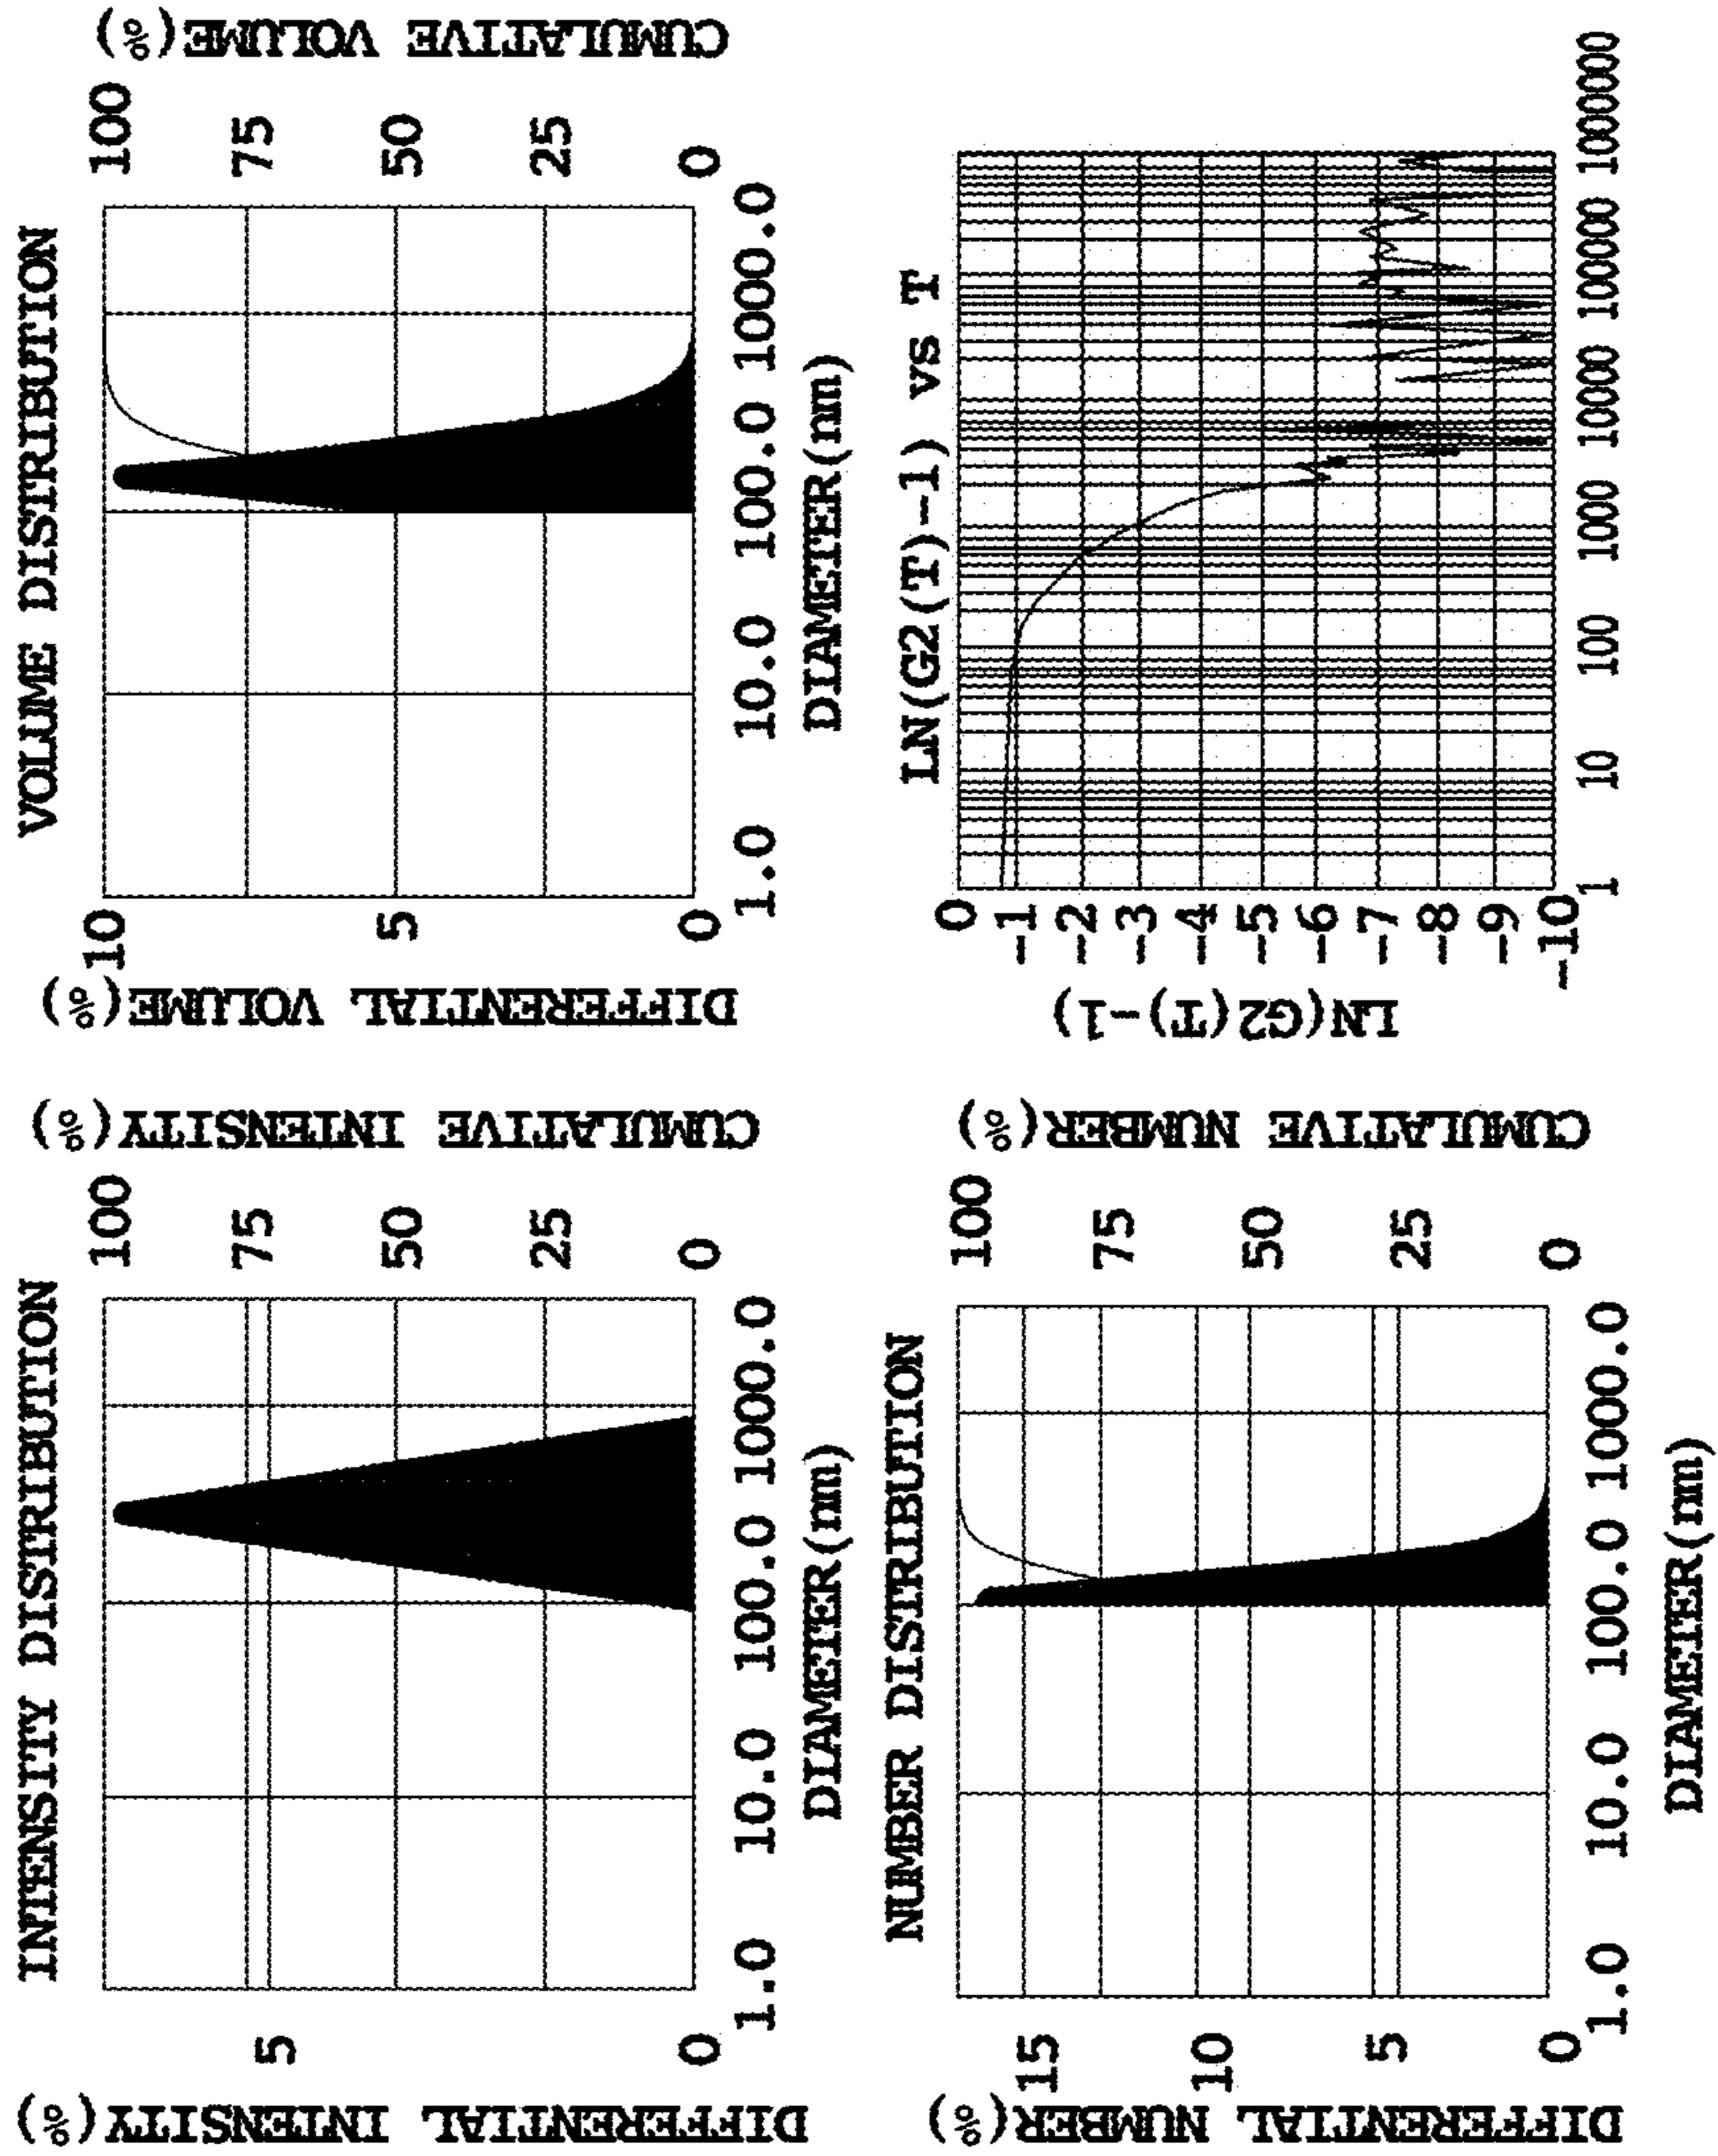 INTENSITY DISTRIBUTION
DIFFERENTIAL INTENSITY(%)
5
0
CUMULATIVE INTENSITY(%)
100
75
50
25
0
1.0 10.0 100.0 1000.0
DIAMETER(nm)
VOLUME DISTRIBUTION
DIFFERENTIAL VOLUME(%)
10
5
0
CUMULATIVE VOLUME(%)
100
75
50
25
0
1.0 10.0 100.0 1000.0
DIAMETER(nm)
NUMBER DISTRIBUTION
DIFFERENTIAL NUMBER(%)
15
10
5
0
CUMULATIVE NUMBER(%)
100
75
50
25
0
1.0 10.0 100.0 1000.0
DIAMETER(nm)
LN(G2(T)-1) vs T
LN(G2(T)-1)
0
-1
-2
-3
-4
-5
-6
-7
-8
-9
-10
1 10 100 1000 10000 100000 100000